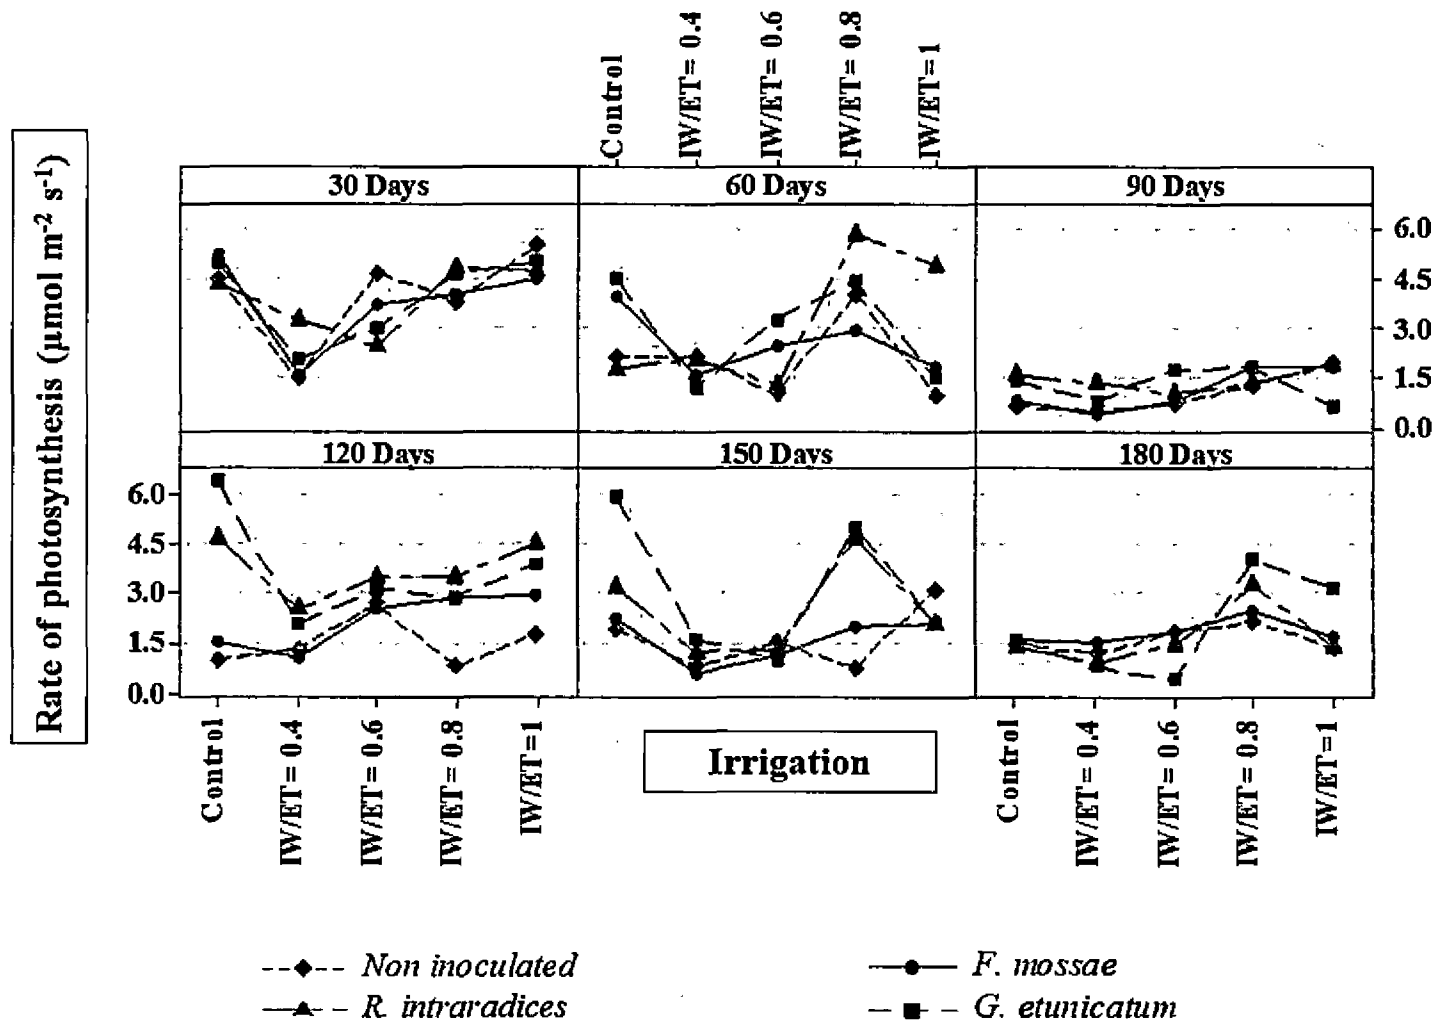 Control
IW/ET= 0.4
IW/ET= 0.6
IW/ET= 0.8
IW/ET=1
Rate of photosynthesis (µmol m⁻² s⁻¹)
30 Days
60 Days
90 Days
6.0
4.5
3.0
1.5
0.0
120 Days
150 Days
180 Days
6.0
4.5
3.0
1.5
0.0
Control
IW/ET= 0.4
IW/ET= 0.6
IW/ET= 0.8
IW/ET=1
Irrigation
Control
IW/ET= 0.4
IW/ET= 0.6
IW/ET= 0.8
IW/ET=1
Non inoculated
F. mossae
R. intraradices
G. etunicatum